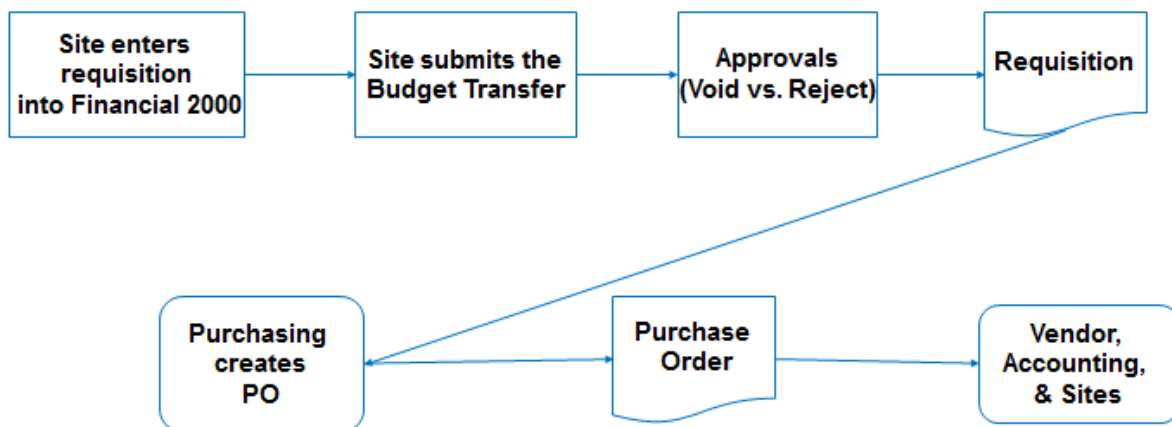 Site enters
requisition
into Financial 2000
Site submits the
Budget Transfer
Approvals
(Void vs. Reject)
Requisition
Purchasing
creates
PO
Purchase
Order
Vendor,
Accounting,
& Sites